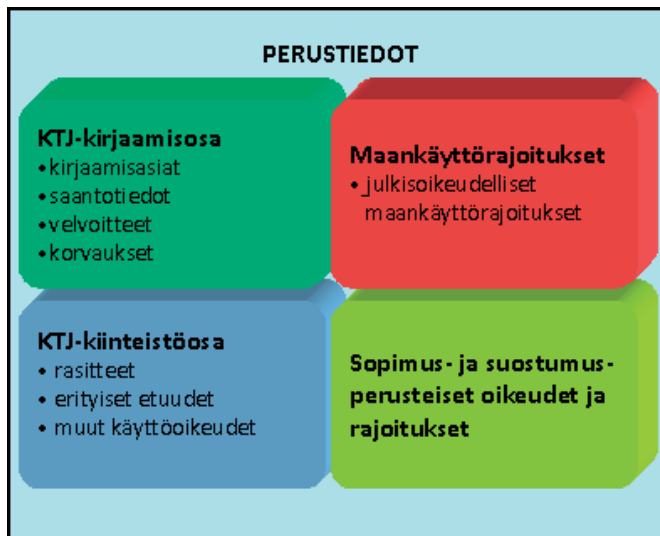 PERUSTIEDOT
KTJ-kirjaamisosa
•kirjaamisasiat
•saantotiedot
•velvoitteet
•korvaukset
Maankäyttörajoitukset
• julkisoikeudelliset
maankäyttörajoitukset
KTJ-kiinteistöosa
• rasitteet
• erityiset etuudet
• muut käyttöoikeudet
Sopimus- ja suostumus-
perusteiset oikeudet ja
rajoitukset